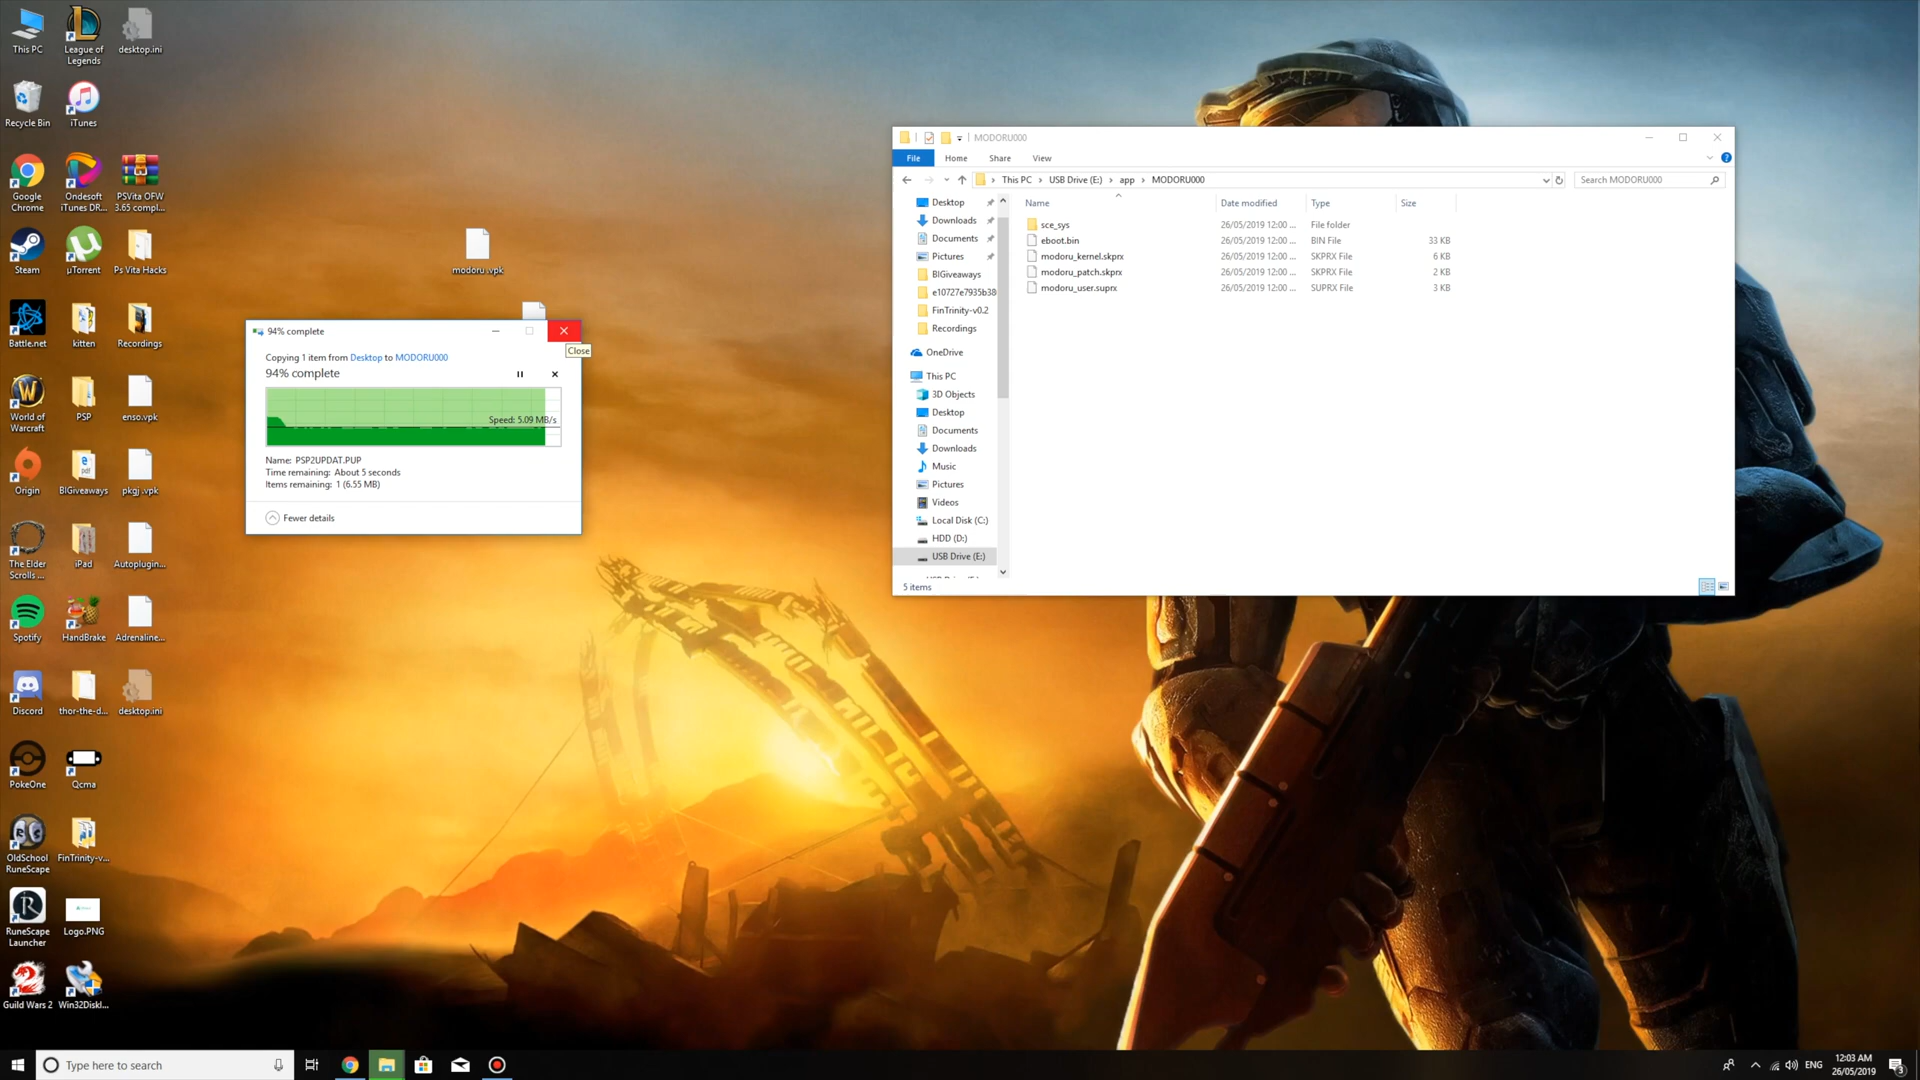 This PC
League of
Legends
desktop.ini
Recycle Bin
iTunes
Google
Chrome
Ondesoft
iTunes DR...
PSVita OFW
3.65 compl...
Steam
µTorrent
Ps Vita Hacks
Battle.net
kitten
Recordings
World of
Warcraft
PSP
enso.vpk
Origin
BIGiveaways
pkgj .vpk
The Elder
Scrolls ...
iPad
Autoplugin...
Spotify
HandBrake
Adrenaline...
Discord
thor-the-d...
desktop.ini
PokeOne
Qcma
OldSchool
RuneScape
FinTrinity-v...
RuneScape
Launcher
Logo.PNG
Guild Wars 2
Win32DiskI...
modoru .vpk
94% complete
Close
Copying 1 item from Desktop to MODORU000
94% complete
Speed: 5.09 MB/s
Name: PSP2UPDAT.PUP
Time remaining: About 5 seconds
Items remaining: 1 (6.55 MB)
Fewer details
MODORU000
File Home Share View
This PC › USB Drive (E:) › app › MODORU000
Search MODORU000
Desktop
Downloads
Documents
Pictures
BIGiveaways
e10727e7935b38
FinTrinity-v0.2
Recordings
OneDrive
This PC
3D Objects
Desktop
Documents
Downloads
Music
Pictures
Videos
Local Disk (C:)
HDD (D:)
USB Drive (E:)
Name Date modified Type Size
sce_sys 26/05/2019 12:00 ... File folder
eboot.bin 26/05/2019 12:00 ... BIN File 33 KB
modoru_kernel.skprx 26/05/2019 12:00 ... SKPRX File 6 KB
modoru_patch.skprx 26/05/2019 12:00 ... SKPRX File 2 KB
modoru_user.suprx 26/05/2019 12:00 ... SUPRX File 3 KB
5 items
Type here to search
ENG
12:03 AM
26/05/2019
3